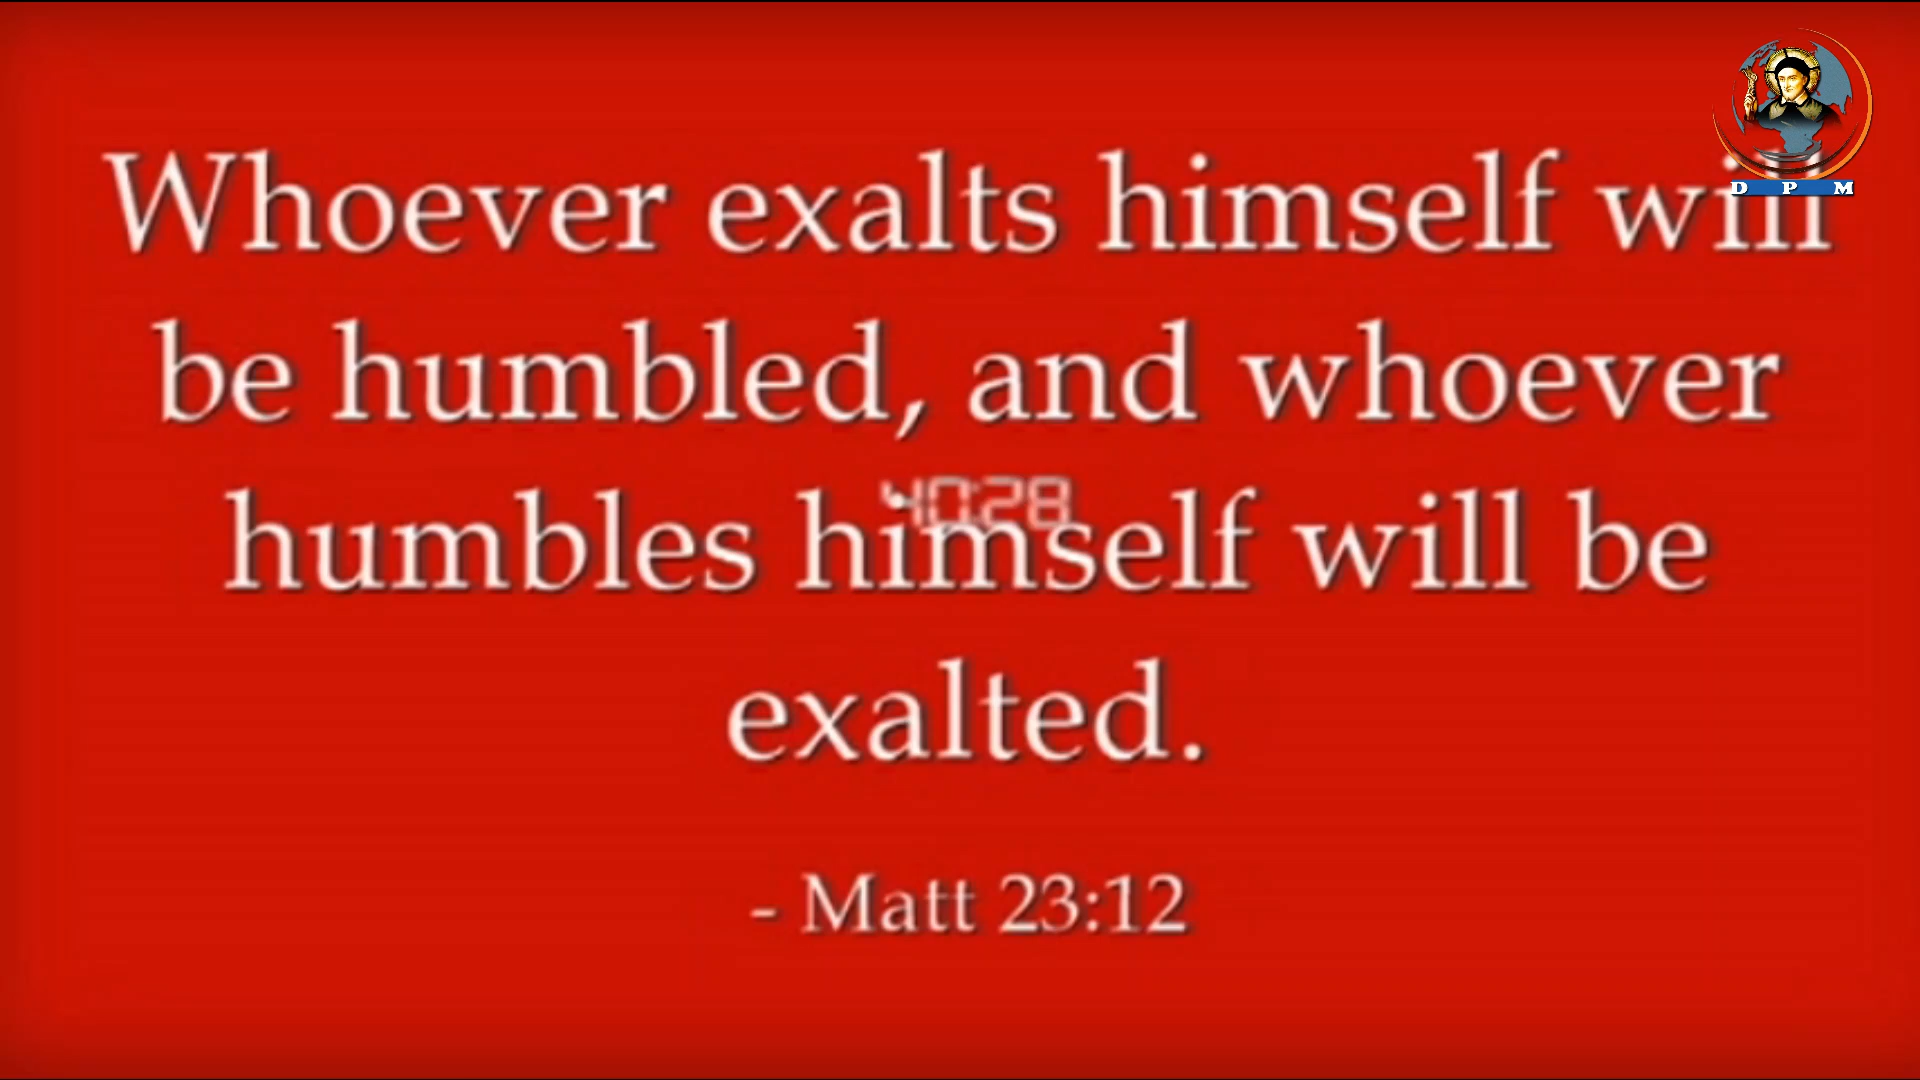 D P M
Whoever exalts himself will
be humbled, and whoever
40:28
humbles himself will be
exalted.
- Matt 23:12